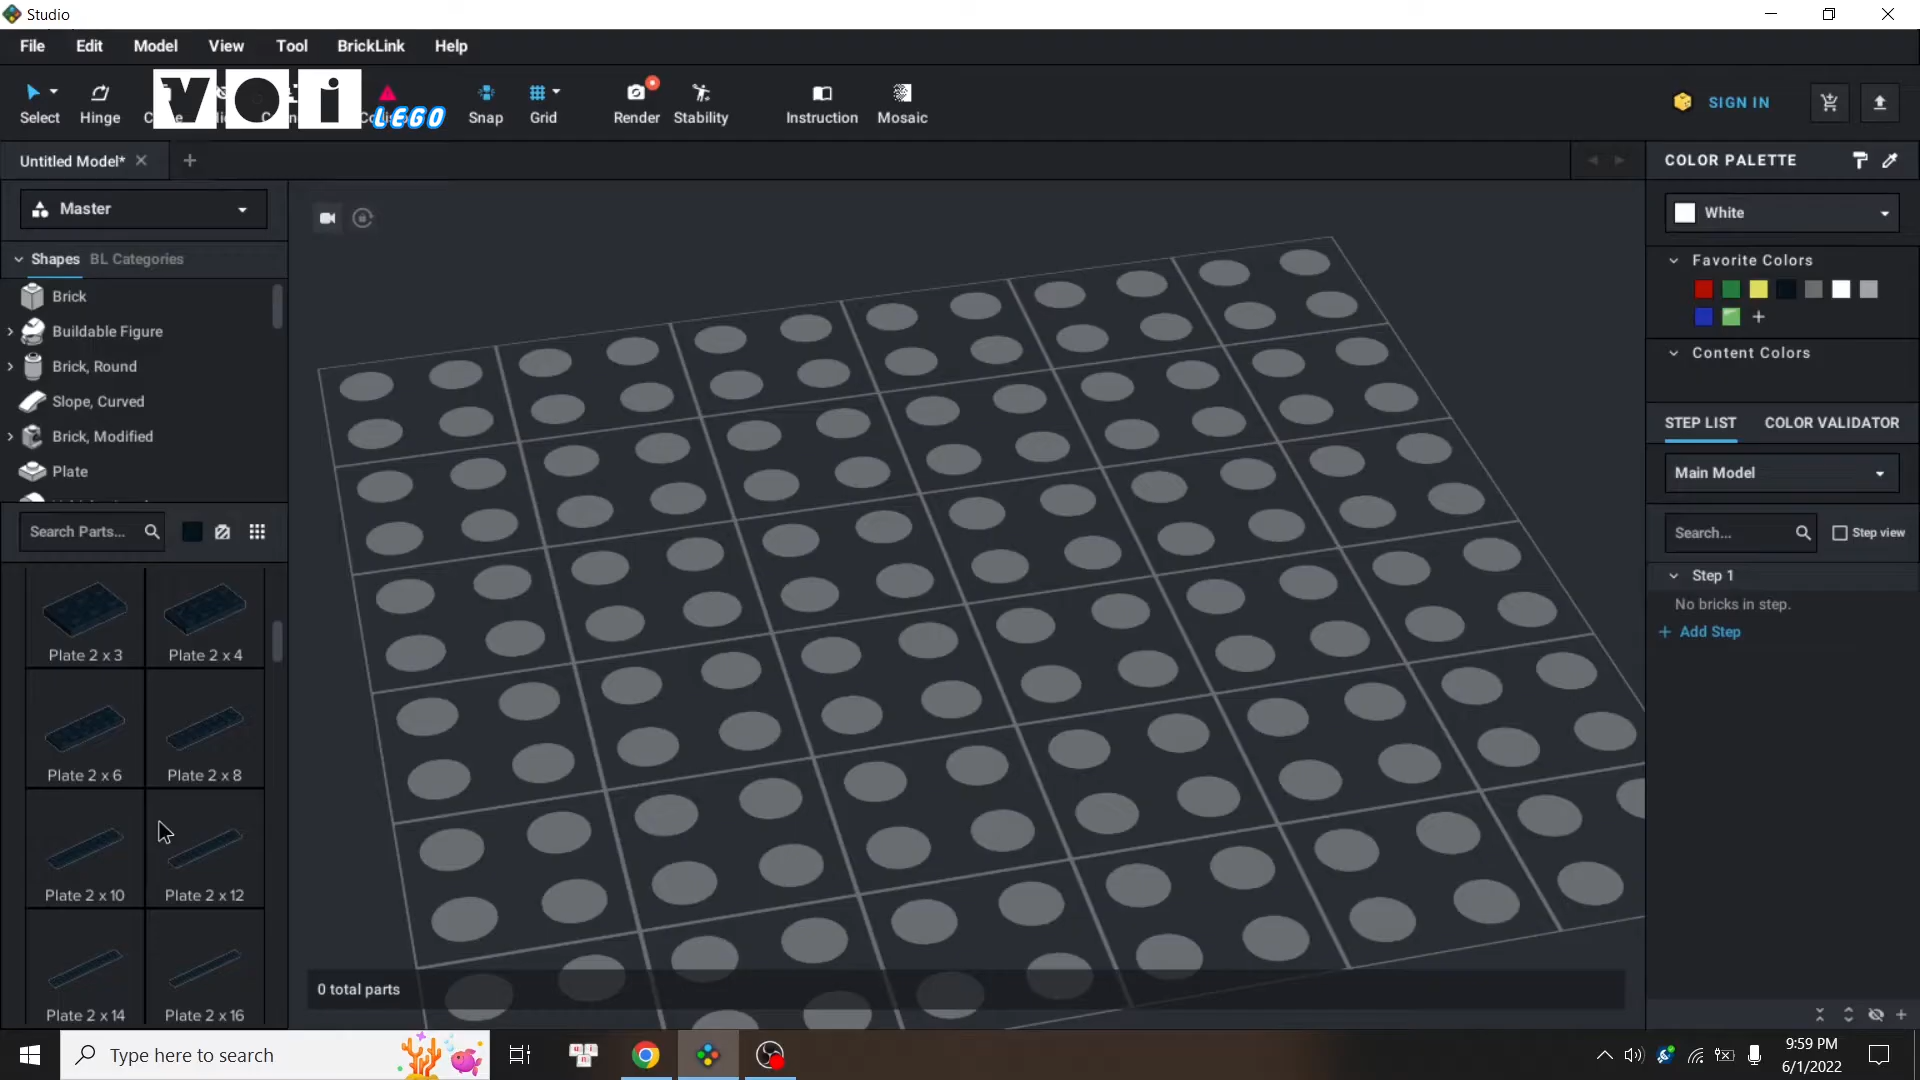 Studio
File Edit Model View Tool BrickLink Help
VOi LEGO
Select Hinge Snap Grid Render Stability Instruction Mosaic
SIGN IN
Untitled Model*
COLOR PALETTE
Master
White
Shapes BL Categories
Favorite Colors
Brick
Buildable Figure
Content Colors
Brick, Round
Slope, Curved
STEP LIST COLOR VALIDATOR
Brick, Modified
Plate
Main Model
Search Parts...
Search... Step view
Step 1
No bricks in step.
+ Add Step
Plate 2 x 3 Plate 2 x 4
Plate 2 x 6 Plate 2 x 8
Plate 2 x 10 Plate 2 x 12
Plate 2 x 14 Plate 2 x 16
0 total parts
Type here to search
9:59 PM
6/1/2022